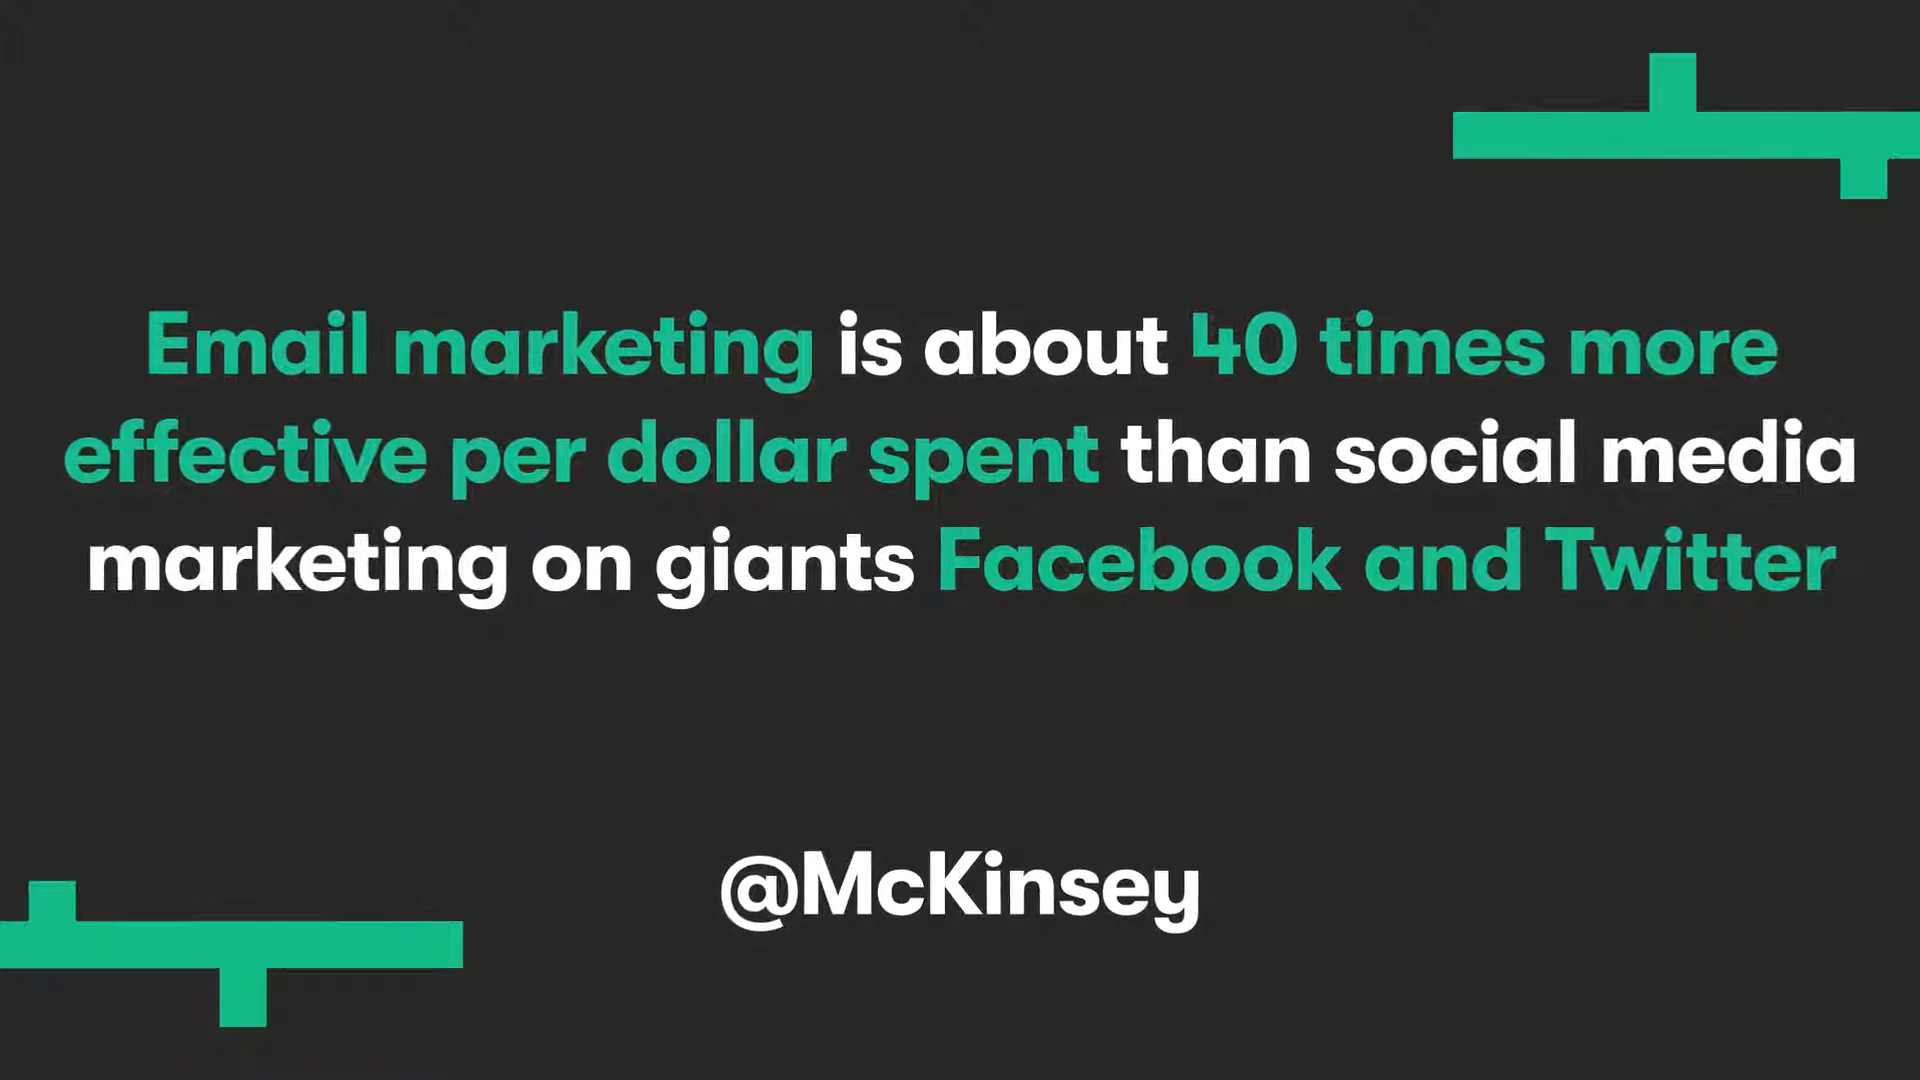 Email marketing is about 40 times more
effective per dollar spent than social media
marketing on giants Facebook and Twitter
@McKinsey